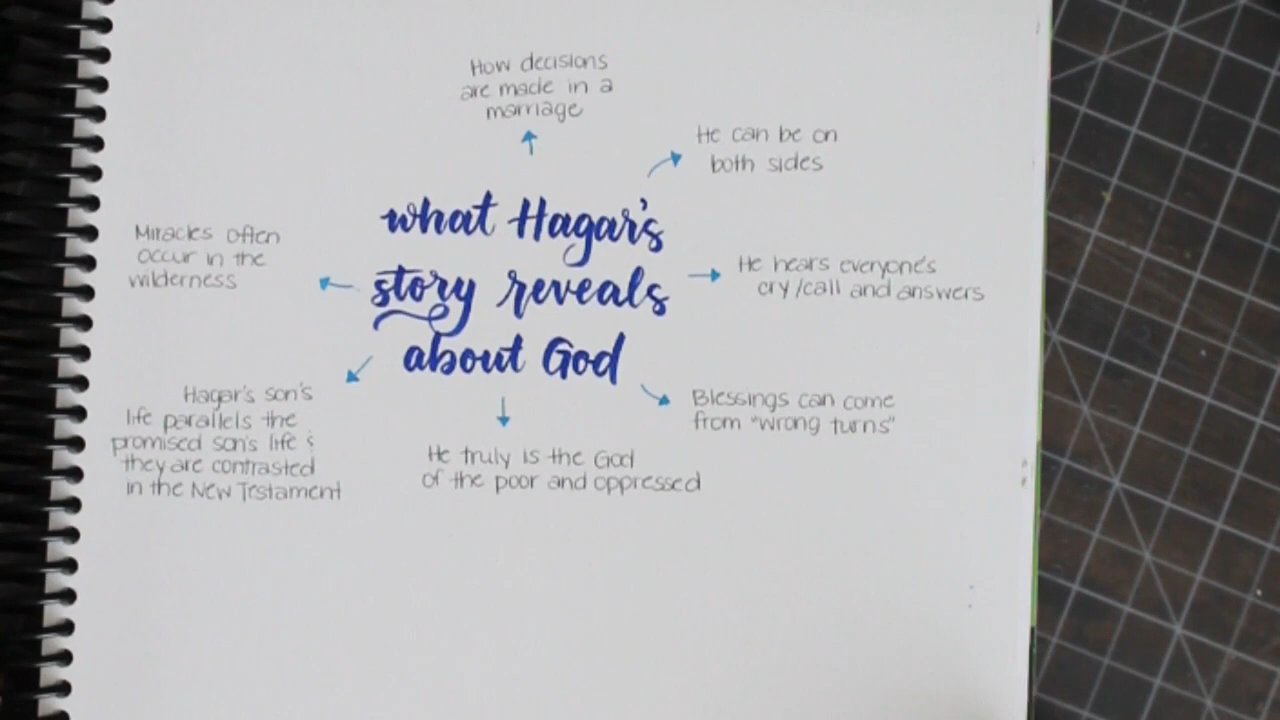 How decisions
are made in a
marriage
He can be on
both sides
what Hagar's
story reveals
about God
Miracles often
occur in the
wilderness
He hears everyone's
cry/call and answers
Hagar's son's
life parallels the
promised son's life &
they are contrasted
in the New Testament
Blessings can come
from "wrong turns"
He truly is the God
of the poor and oppressed